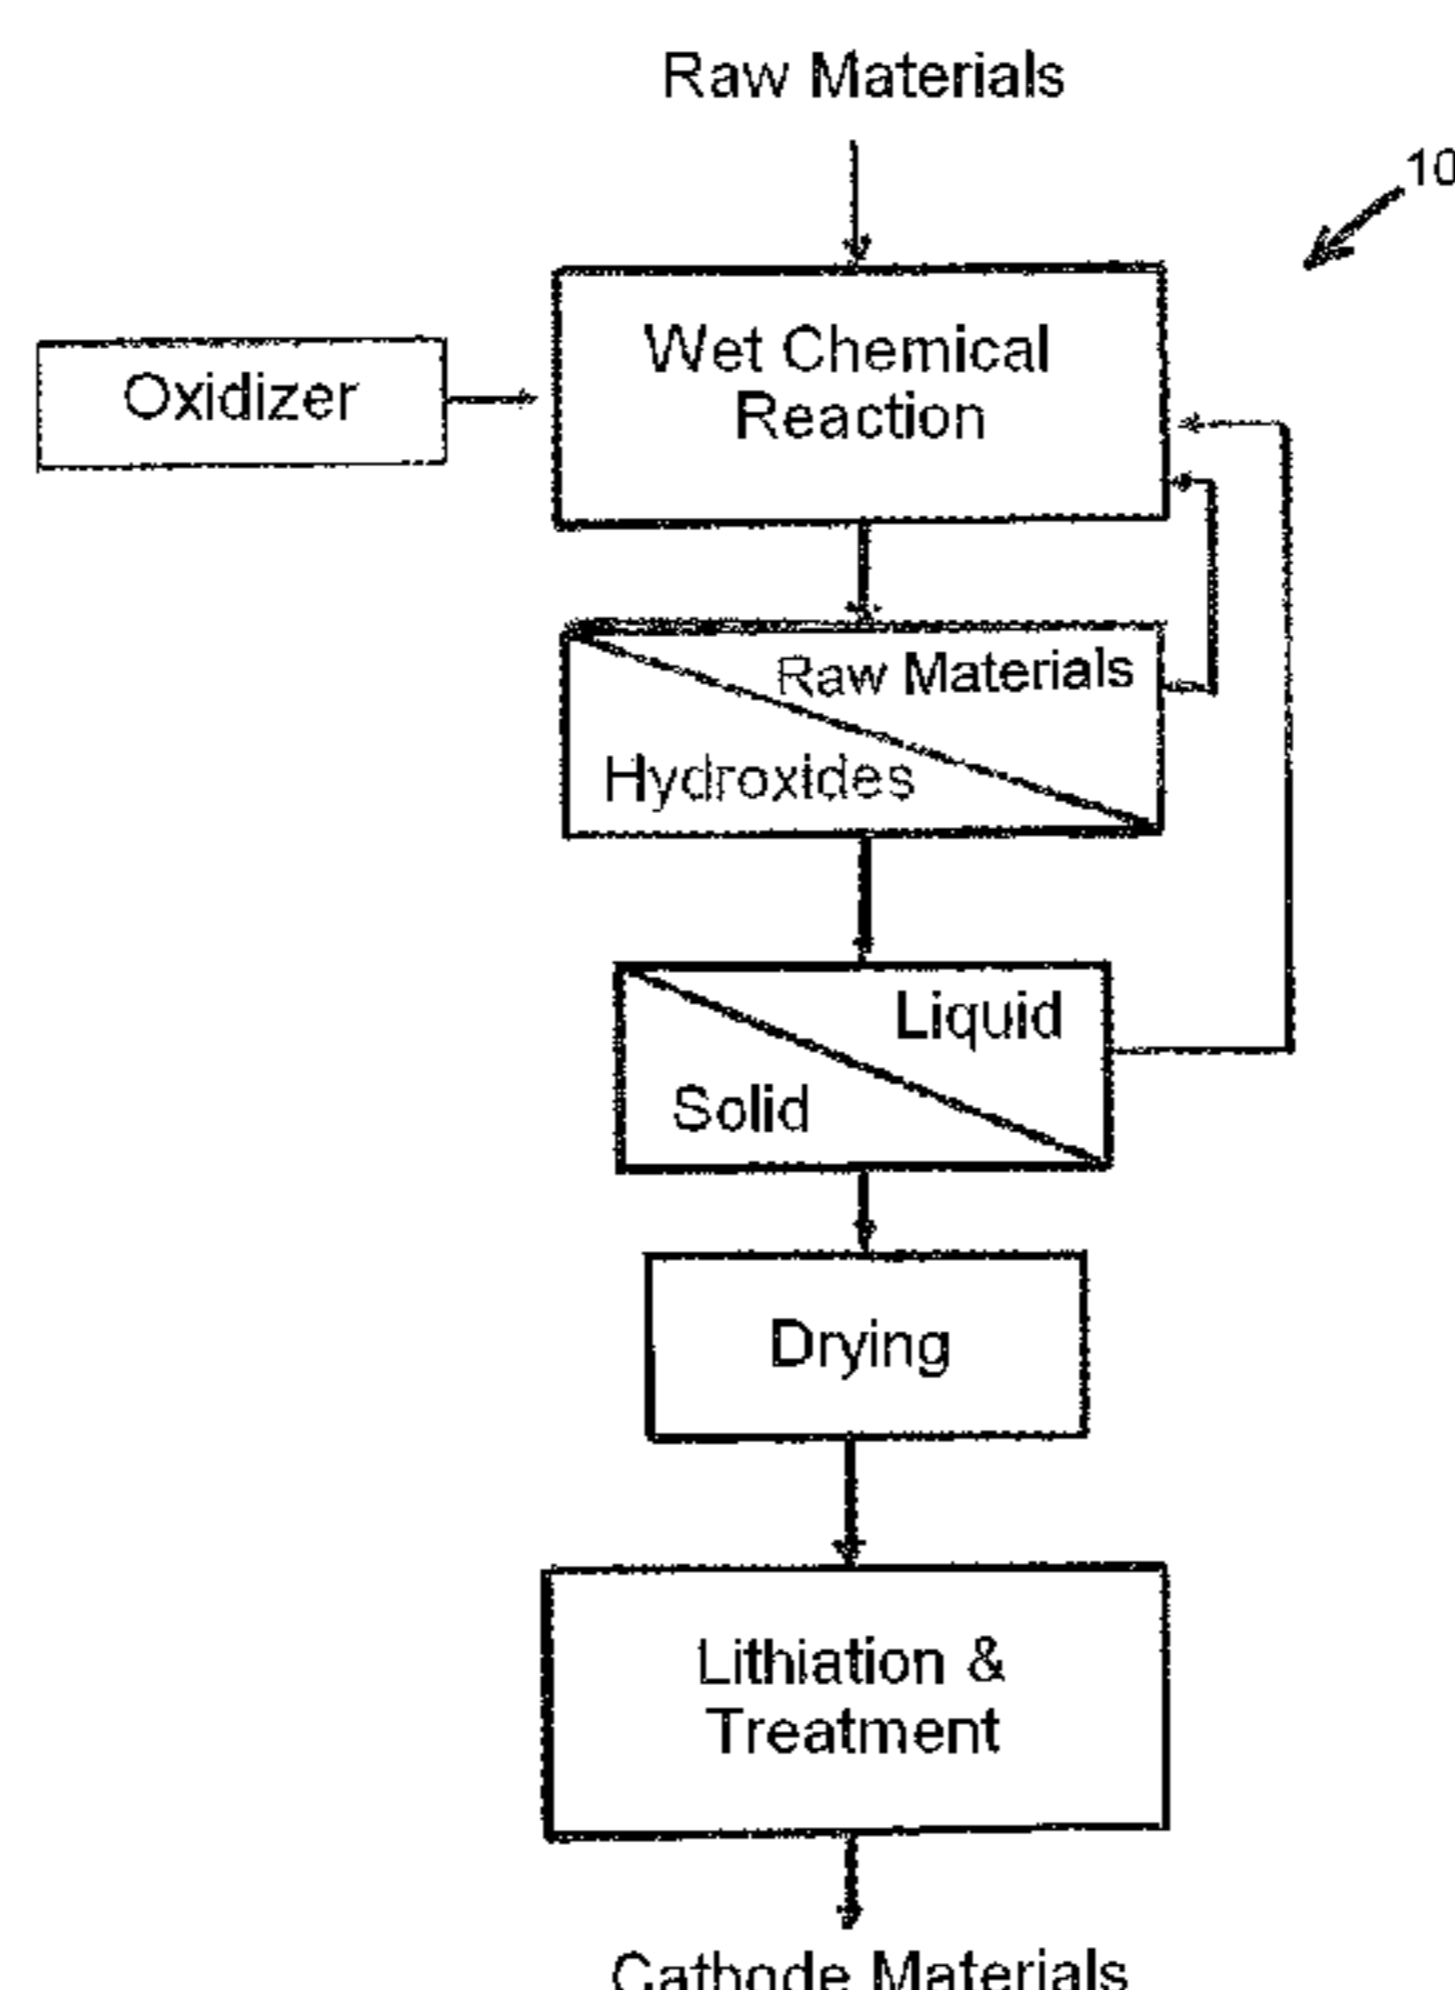 Raw Materials
10
Wet Chemical
Reaction
Oxidizer
Raw Materials
Hydroxides
Liquid
Solid
Drying
Lithiation &
Treatment
Cathode Materials